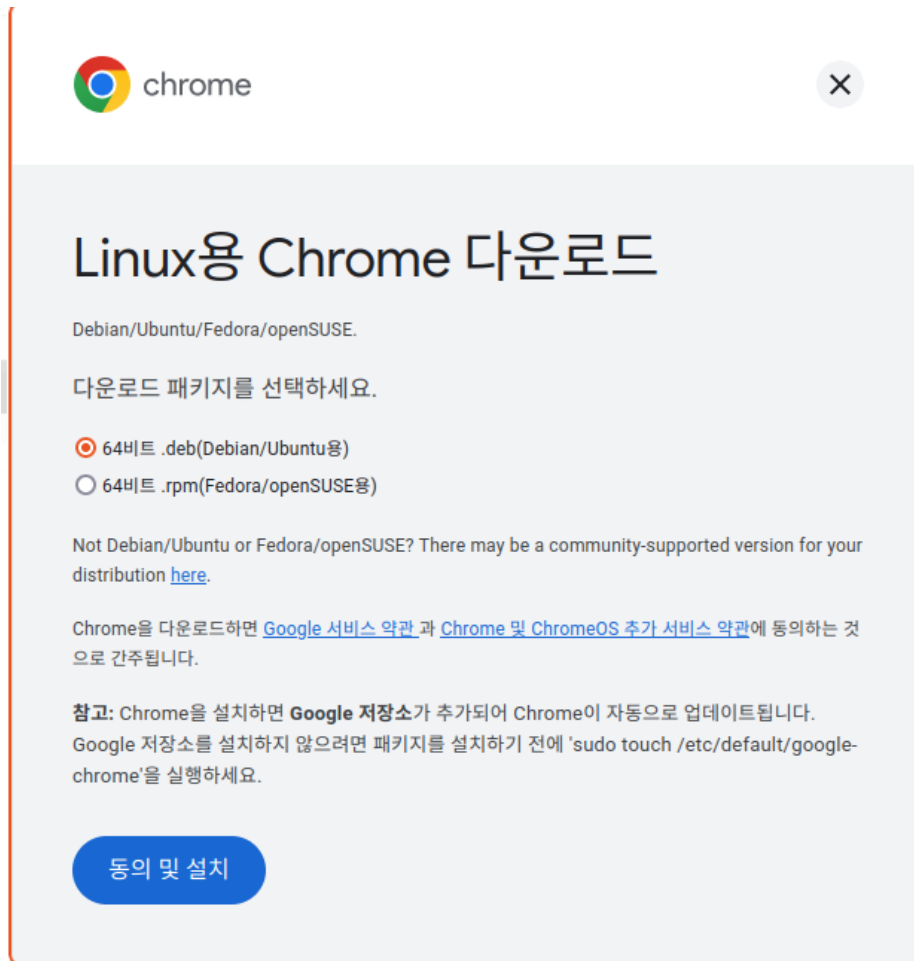 chrome
Linux용 Chrome 다운로드
Debian/Ubuntu/Fedora/openSUSE.
다운로드 패키지를 선택하세요.
64비트 .deb(Debian/Ubuntu용)
64비트 .rpm(Fedora/openSUSE용)
Not Debian/Ubuntu or Fedora/openSUSE? There may be a community-supported version for your
distribution here.
Chrome을 다운로드하면 Google 서비스 약관 과 Chrome 및 ChromeOS 추가 서비스 약관에 동의하는 것
으로 간주됩니다.
참고: Chrome을 설치하면 Google 저장소가 추가되어 Chrome이 자동으로 업데이트됩니다.
Google 저장소를 설치하지 않으려면 패키지를 설치하기 전에 'sudo touch /etc/default/google-
chrome'을 실행하세요.
동의 및 설치